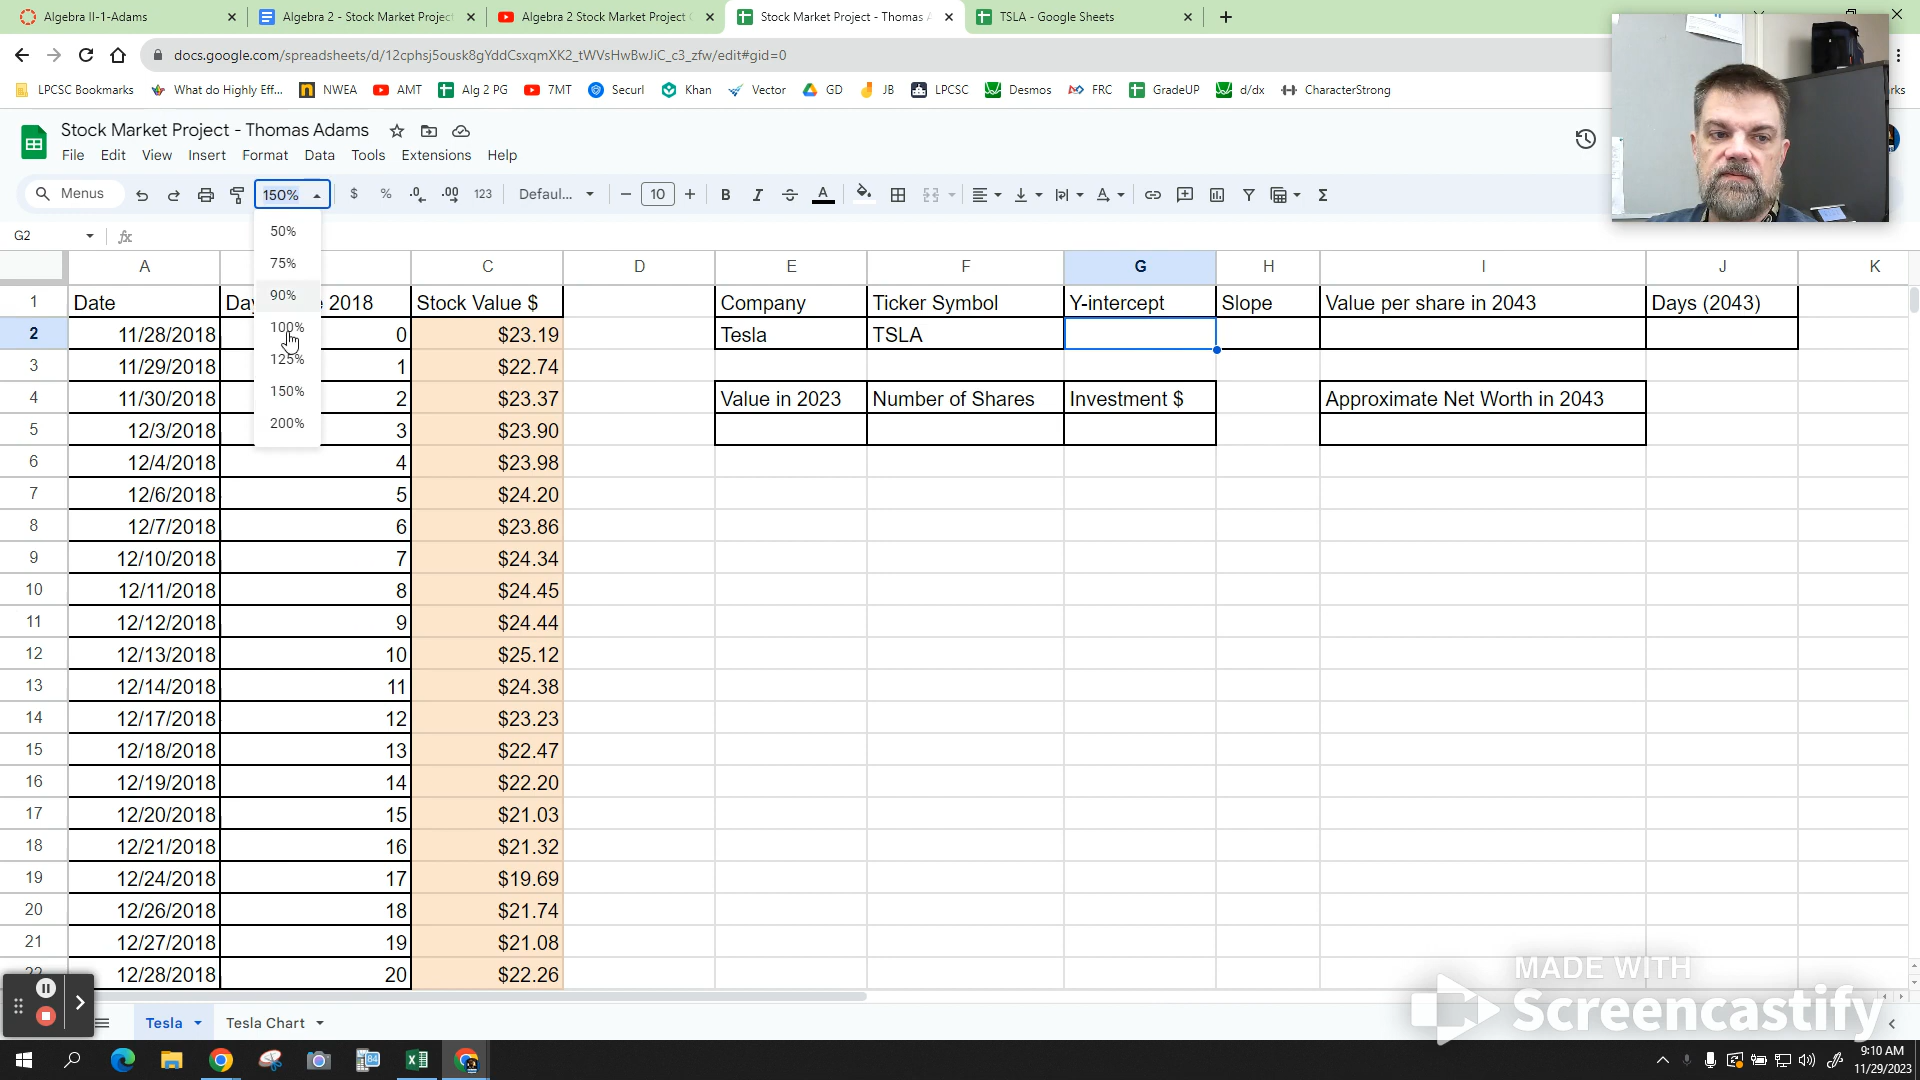 Algebra II-1-Adams
Algebra 2 - Stock Market Projec
Algebra 2 Stock Market Project
Stock Market Project - Thomas A
TSLA - Google Sheets
docs.google.com/spreadsheets/d/12cphsj5ousk8gYddCsxqmXK2_tWVsHwBwJiC_c3_zfw/edit#gid=0
LPCSC Bookmarks
What do Highly Eff...
NWEA
AMT
Alg 2 PG
7MT
Securl
Khan
Vector
GD
JB
LPCSC
Desmos
FRC
GradeUP
d/dx
CharacterStrong
Stock Market Project - Thomas Adams
File Edit View Insert Format Data Tools Extensions Help
Menus
150%
$ % .0 .00 123
Defaul...
10
B I A
G2
fx
50%
75%
90%
100%
125%
150%
200%
A C D E F G H I J K
1 Date 2018 Stock Value $ Company Ticker Symbol Y-intercept Slope Value per share in 2043 Days (2043)
2 11/28/2018 0 $23.19 Tesla TSLA
3 11/29/2018 1 $22.74
4 11/30/2018 2 $23.37 Value in 2023 Number of Shares Investment $ Approximate Net Worth in 2043
5 12/3/2018 3 $23.90
6 12/4/2018 4 $23.98
7 12/6/2018 5 $24.20
8 12/7/2018 6 $23.86
9 12/10/2018 7 $24.34
10 12/11/2018 8 $24.45
11 12/12/2018 9 $24.44
12 12/13/2018 10 $25.12
13 12/14/2018 11 $24.38
14 12/17/2018 12 $23.23
15 12/18/2018 13 $22.47
16 12/19/2018 14 $22.20
17 12/20/2018 15 $21.03
18 12/21/2018 16 $21.32
19 12/24/2018 17 $19.69
20 12/26/2018 18 $21.74
21 12/27/2018 19 $21.08
22 12/28/2018 20 $22.26
MADE WITH
Screencastify
Tesla
Tesla Chart
9:10 AM
11/29/2023